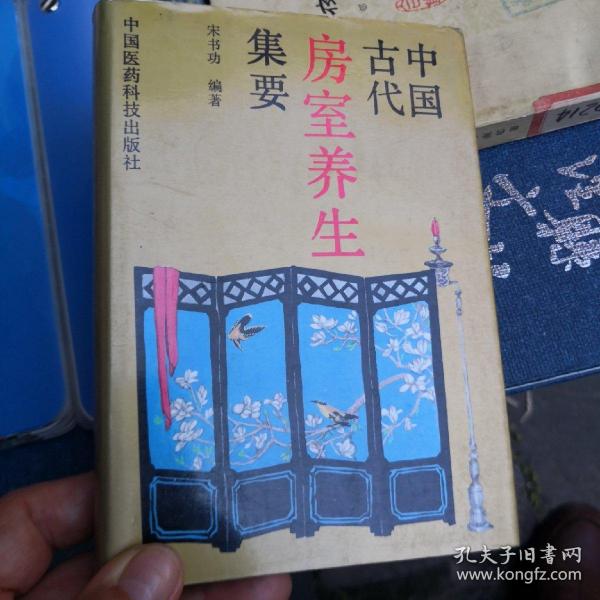 中国
古代
房室养生
集要
宋书功 编著
中国医药科技出版社
孔夫子旧书网
www.kongfz.com